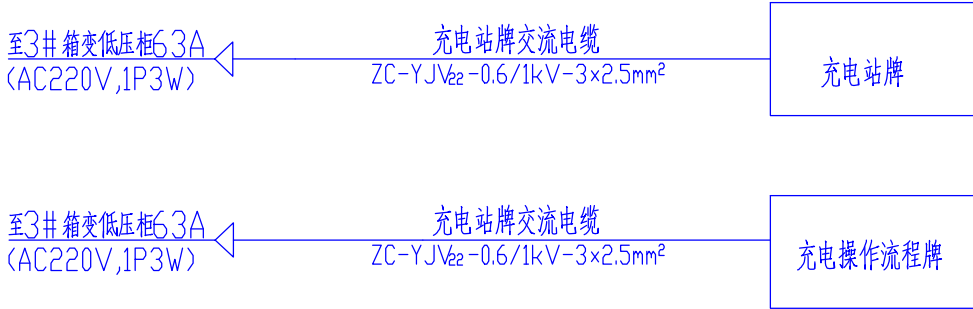 至3#箱变低压柜63A
(AC220V,1P3W)
充电站牌交流电缆
ZC-YJV22-0.6/1kV-3×2.5mm²
充电站牌
至3#箱变低压柜63A
(AC220V,1P3W)
充电站牌交流电缆
ZC-YJV22-0.6/1kV-3×2.5mm²
充电操作流程牌